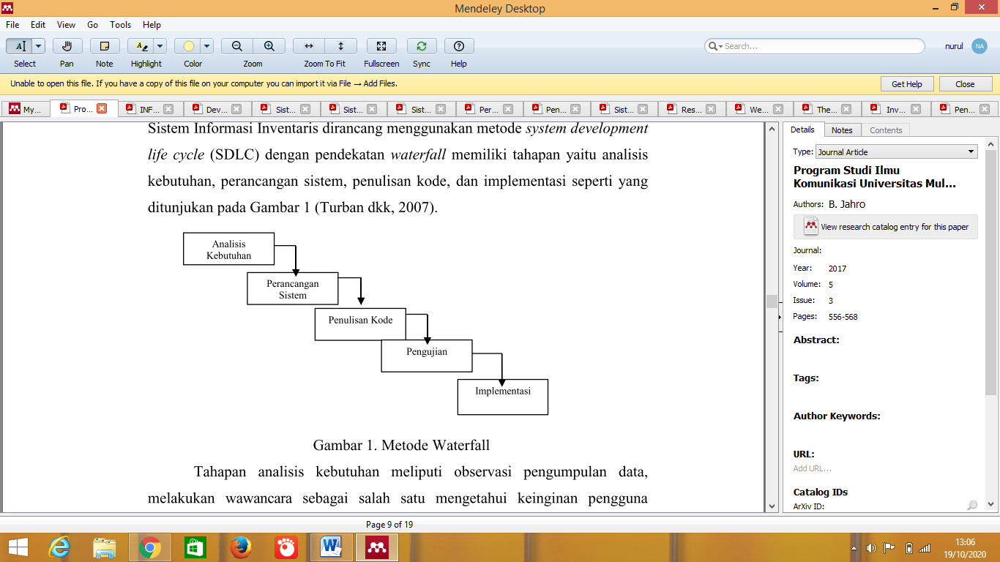 Mendeley Desktop
File Edit View Go Tools Help
Select Pan Note Highlight Color Zoom Zoom To Fit Fullscreen Sync Help
Search...
nurul NA
Unable to open this file. If you have a copy of this file on your computer you can import it via File → Add Files.
Get Help Close
My... Pro... INF... Dev... Sist... Sist... Sist... Per... Pen... Sist... Res... We... The... Inv... Pen...
Sistem Informasi Inventaris dirancang menggunakan metode system development
life cycle (SDLC) dengan pendekatan waterfall memiliki tahapan yaitu analisis
kebutuhan, perancangan sistem, penulisan kode, dan implementasi seperti yang
ditunjukan pada Gambar 1 (Turban dkk, 2007).
Analisis
Kebutuhan
Perancangan
Sistem
Penulisan Kode
Pengujian
Implementasi
Gambar 1. Metode Waterfall
Tahapan analisis kebutuhan meliputi observasi pengumpulan data,
melakukan wawancara sebagai salah satu mengetahui keinginan pengguna
Details Notes Contents
Type: Journal Article
Program Studi Ilmu
Komunikasi Universitas Mul...
Authors: B. Jahro
View research catalog entry for this paper
Journal:
Year: 2017
Volume: 5
Issue: 3
Pages: 556-568
Abstract:
Tags:
Author Keywords:
URL:
Add URL...
Catalog IDs
ArXiv ID:
Page 9 of 19
13:06
19/10/2020